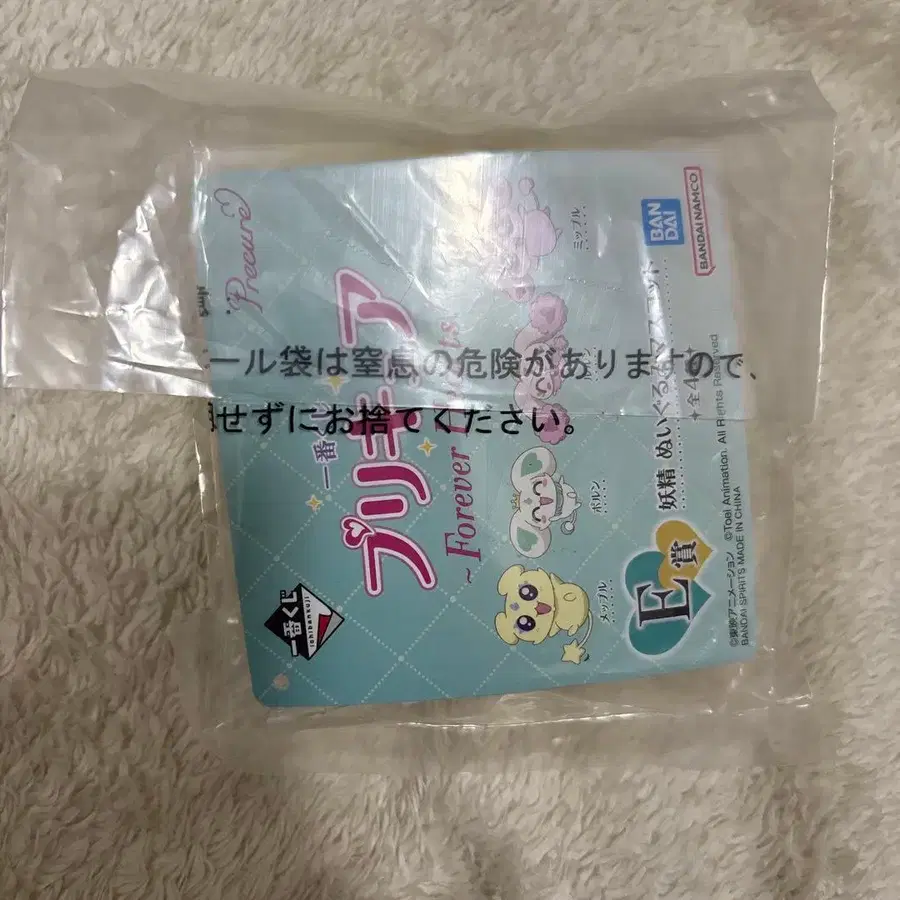 Precure
一番
プリキュア
~ Forever
一番くじ
ichibankuji
ール袋は窒息の危険がありますので、
せずにお捨てください。
ミップル
ポルン
メップル
BAN
DAI
BANDAI NAMCO
E賞
妖精 ぬいぐるみマスコット
全4
©東映アニメーション ©Toei Animation. All Rights Reserved
BANDAI SPIRITS MADE IN CHINA